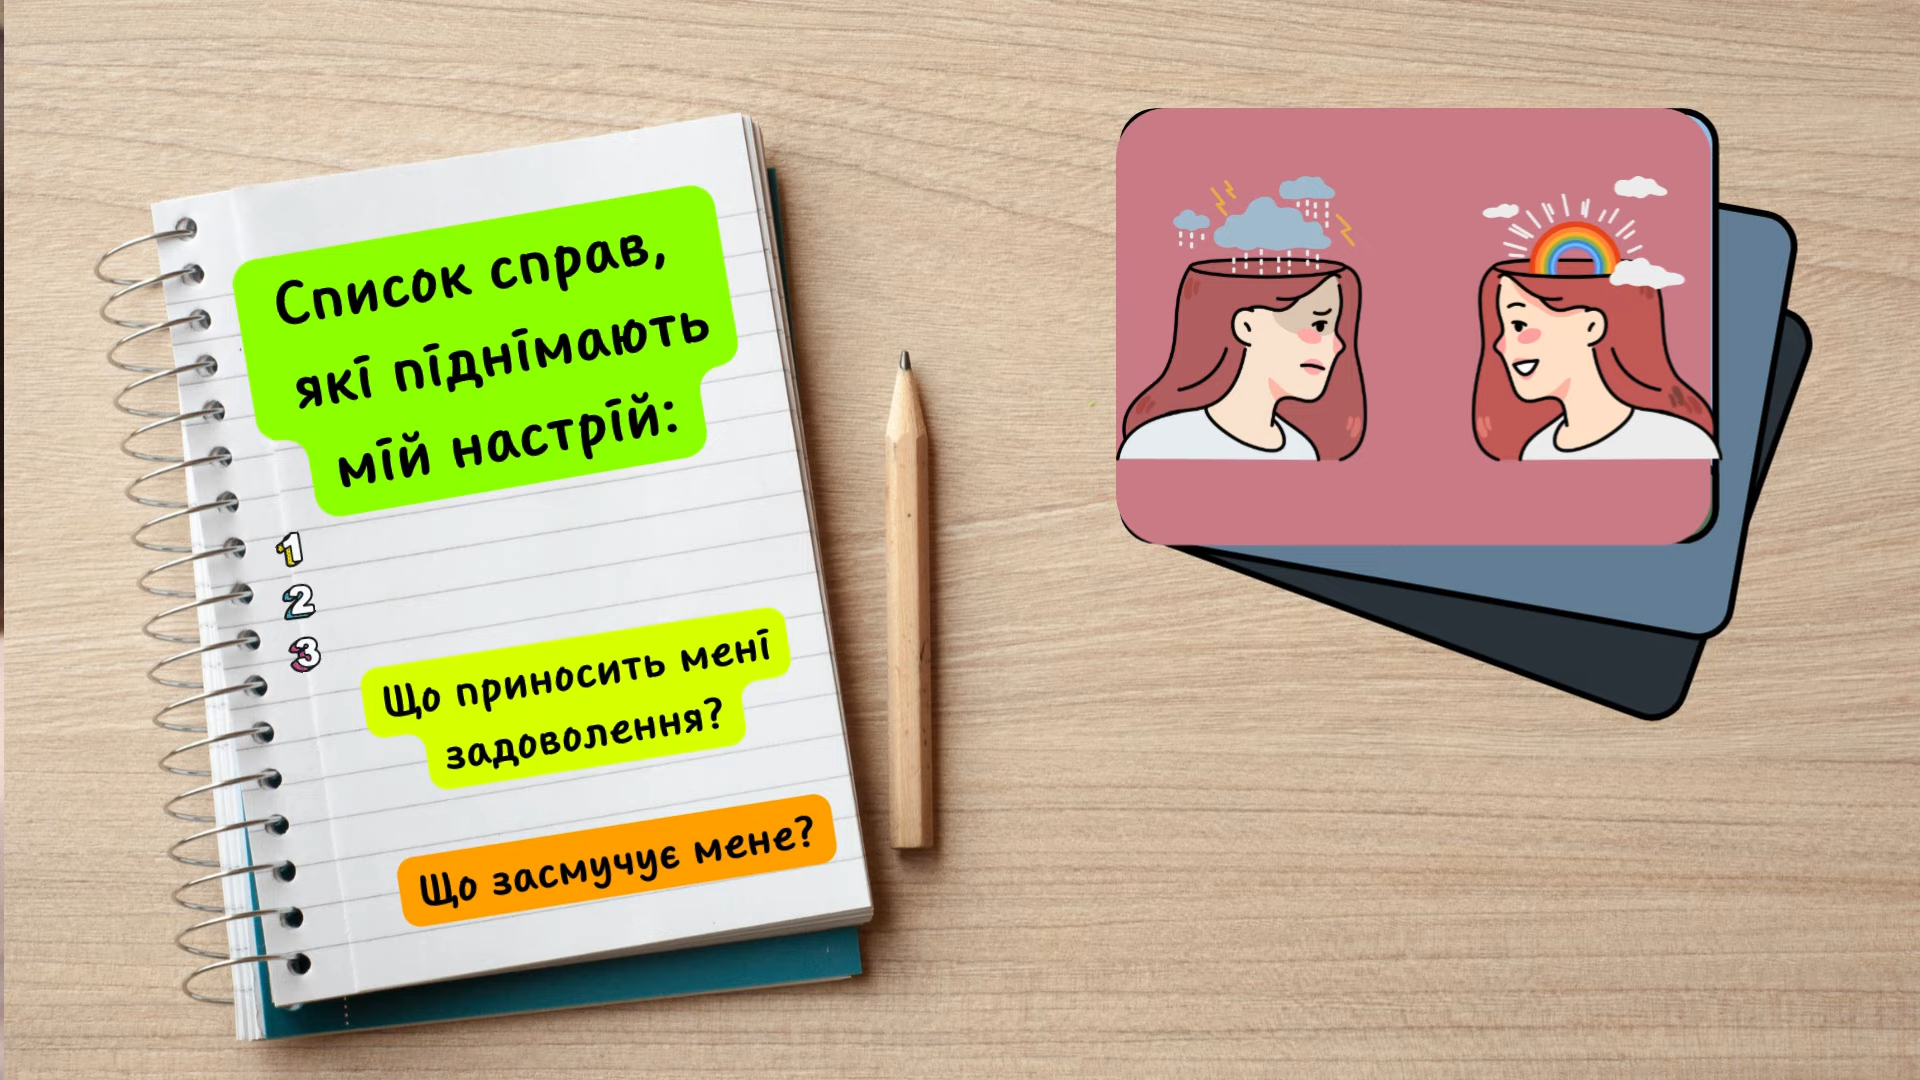 Список справ,
які піднімають
мій настрій:
1
2
3
Що приносить мені
задоволення?
Що засмучує мене?